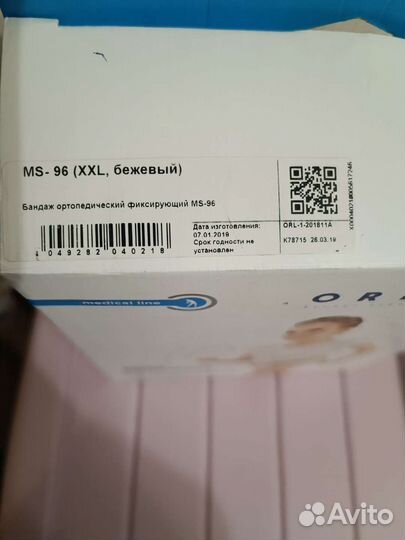 MS- 96 (XXL, бежевый)
Бандаж ортопедический фиксирующий MS-96
4 049282 040218
Дата изготовления:
07.01.2019
Срок годности не
установлен
ORL-1-201811A
K78715 26.03.19
medical line
Avito